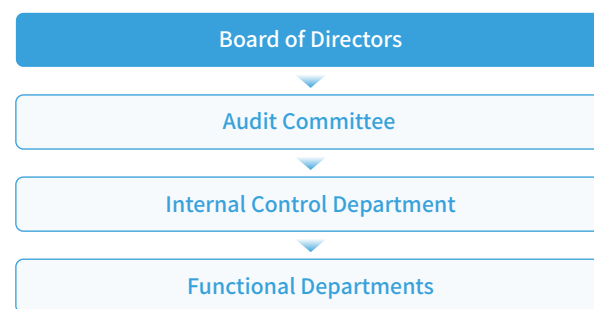 Board of Directors
Audit Committee
Internal Control Department
Functional Departments